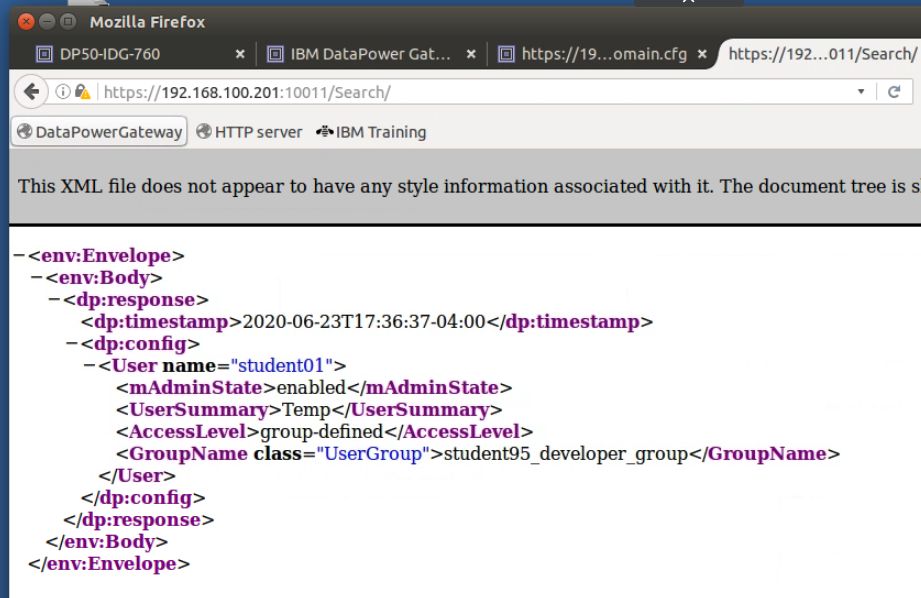 Mozilla Firefox
DP50-IDG-760 × IBM DataPower Gat... × https://19...omain.cfg × https://192...011/Search/
https://192.168.100.201:10011/Search/
DataPowerGateway HTTP server IBM Training
This XML file does not appear to have any style information associated with it. The document tree is s
−<env:Envelope>
−<env:Body>
−<dp:response>
<dp:timestamp>2020-06-23T17:36:37-04:00</dp:timestamp>
−<dp:config>
−<User name="student01">
<mAdminState>enabled</mAdminState>
<UserSummary>Temp</UserSummary>
<AccessLevel>group-defined</AccessLevel>
<GroupName class="UserGroup">student95_developer_group</GroupName>
</User>
</dp:config>
</dp:response>
</env:Body>
</env:Envelope>